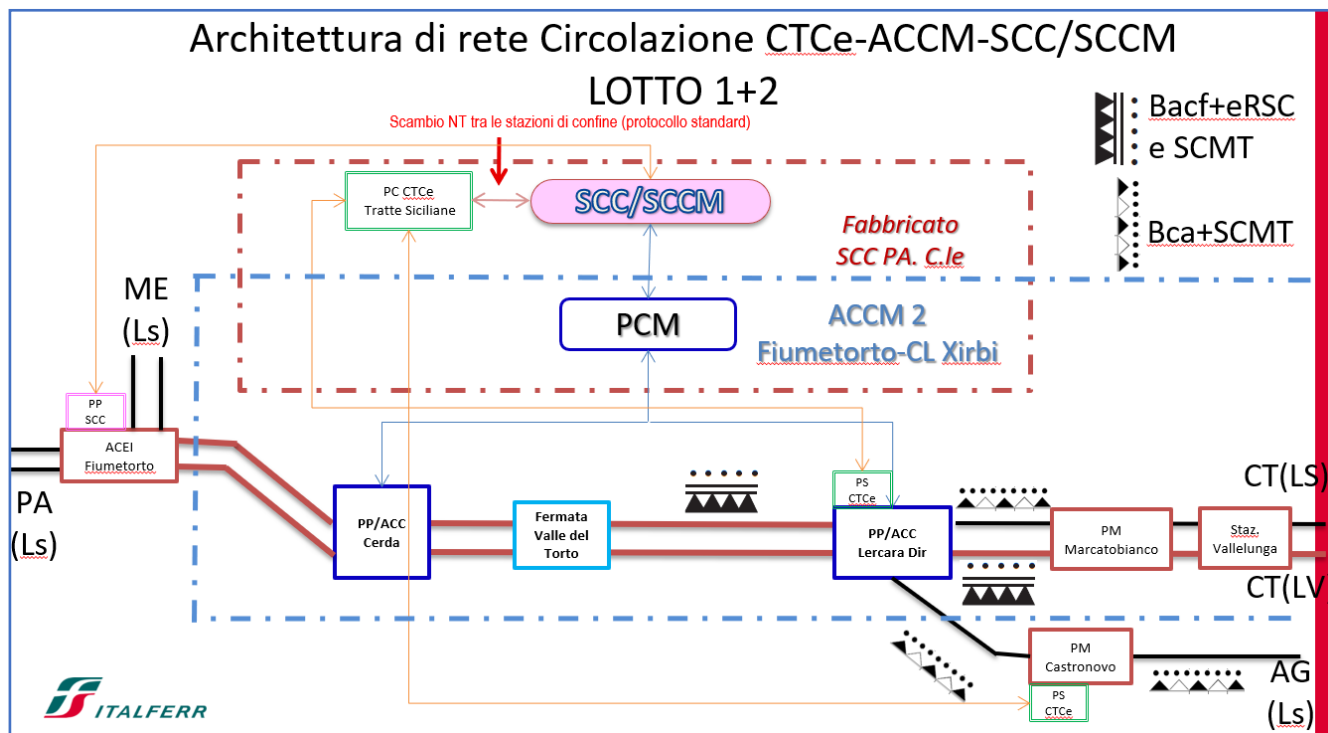 Architettura di rete Circolazione CTCe-ACCM-SCC/SCCM
LOTTO 1+2
Scambio NT tra le stazioni di confine (protocollo standard)
Bacf+eRSC
e SCMT
Bca+SCMT
PC CTCe
Tratte Siciliane
SCC/SCCM
Fabbricato
SCC PA. C.le
ME
(Ls)
PCM
ACCM 2
Fiumetorto-CL Xirbi
PP
SCC
ACEI
Fiumetorto
PA
(Ls)
PP/ACC
Cerda
Fermata
Valle del
Torto
PS
CTCe
PP/ACC
Lercara Dir
CT(LS)
PM
Marcatobianco
Staz.
Vallelunga
CT(LV
PM
Castronovo
PS
CTCe
AG
(Ls)
ITALFERR